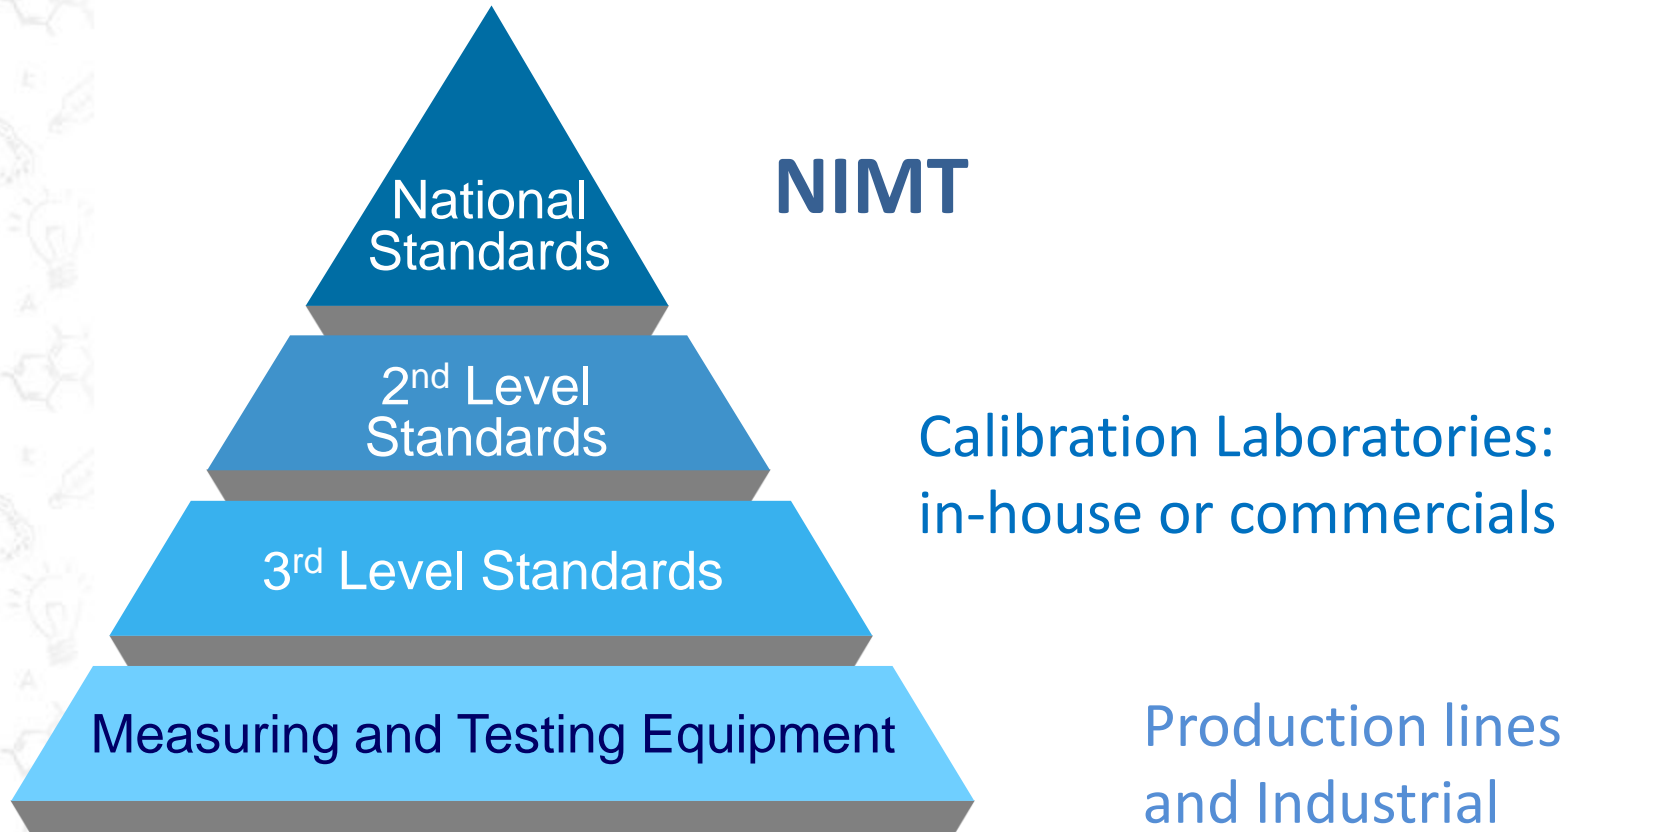 National
Standards
NIMT
2nd Level
Standards
Calibration Laboratories:
in-house or commercials
3rd Level Standards
Measuring and Testing Equipment
Production lines
and Industrial